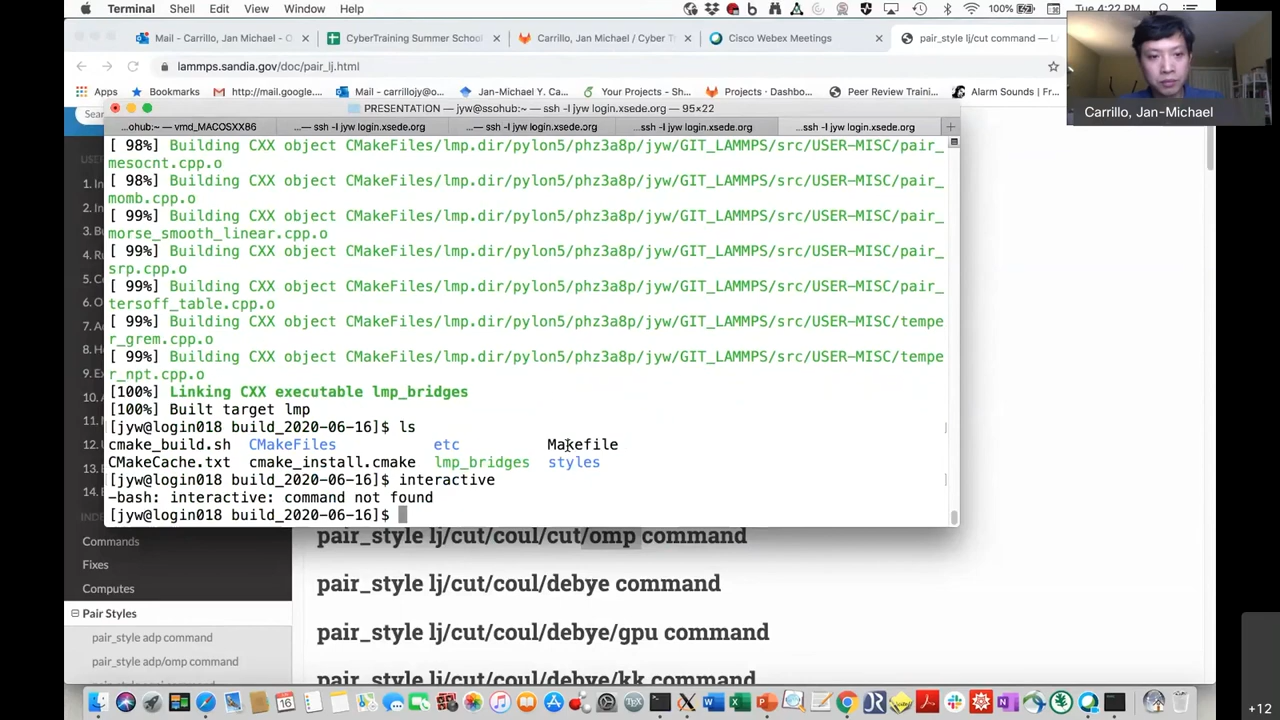 Terminal Shell Edit View Window Help
100% Tue 4:22 PM
Mail - Carrillo, Jan Michael - O
CyberTraining Summer School
Carrillo, Jan Michael / Cyber T
Cisco Webex Meetings
pair_style lj/cut command — L
lammps.sandia.gov/doc/pair_lj.html
Apps
Bookmarks
http://mail.google....
Mail - carrillojy@o...
Jan Michael Y. Car...
Your Projects - Sh...
Projects · Dashbo...
Peer Review Trainin...
Alarm Sounds | Fre...
Carrillo, Jan-Michael
PRESENTATION — jyw@ssohub:~ — ssh -l jyw login.xsede.org — 95×22
...ohub:~ — vmd_MACOSXX86
...— ssh -l jyw login.xsede.org
...— ssh -l jyw login.xsede.org
...ssh -l jyw login.xsede.org
...ssh -l jyw login.xsede.org
[ 98%] Building CXX object CMakeFiles/lmp.dir/pylon5/phz3a8p/jyw/GIT_LAMMPS/src/USER-MISC/pair_
mesocnt.cpp.o
[ 98%] Building CXX object CMakeFiles/lmp.dir/pylon5/phz3a8p/jyw/GIT_LAMMPS/src/USER-MISC/pair_
momb.cpp.o
[ 99%] Building CXX object CMakeFiles/lmp.dir/pylon5/phz3a8p/jyw/GIT_LAMMPS/src/USER-MISC/pair_
morse_smooth_linear.cpp.o
[ 99%] Building CXX object CMakeFiles/lmp.dir/pylon5/phz3a8p/jyw/GIT_LAMMPS/src/USER-MISC/pair_
srp.cpp.o
[ 99%] Building CXX object CMakeFiles/lmp.dir/pylon5/phz3a8p/jyw/GIT_LAMMPS/src/USER-MISC/pair_
tersoff_table.cpp.o
[ 99%] Building CXX object CMakeFiles/lmp.dir/pylon5/phz3a8p/jyw/GIT_LAMMPS/src/USER-MISC/tempe
r_grem.cpp.o
[ 99%] Building CXX object CMakeFiles/lmp.dir/pylon5/phz3a8p/jyw/GIT_LAMMPS/src/USER-MISC/tempe
r_npt.cpp.o
[100%] Linking CXX executable lmp_bridges
[100%] Built target lmp
[jyw@login018 build_2020-06-16]$ ls
cmake_build.sh CMakeFiles etc Makefile
CMakeCache.txt cmake_install.cmake lmp_bridges styles
[jyw@login018 build_2020-06-16]$ interactive
-bash: interactive: command not found
[jyw@login018 build_2020-06-16]$
pair_style lj/cut/coul/cut/omp command
pair_style lj/cut/coul/debye command
pair_style lj/cut/coul/debye/gpu command
pair_style lj/cut/coul/debye/kk command
Commands
Fixes
Computes
Pair Styles
pair_style adp command
pair_style adp/omp command
+12